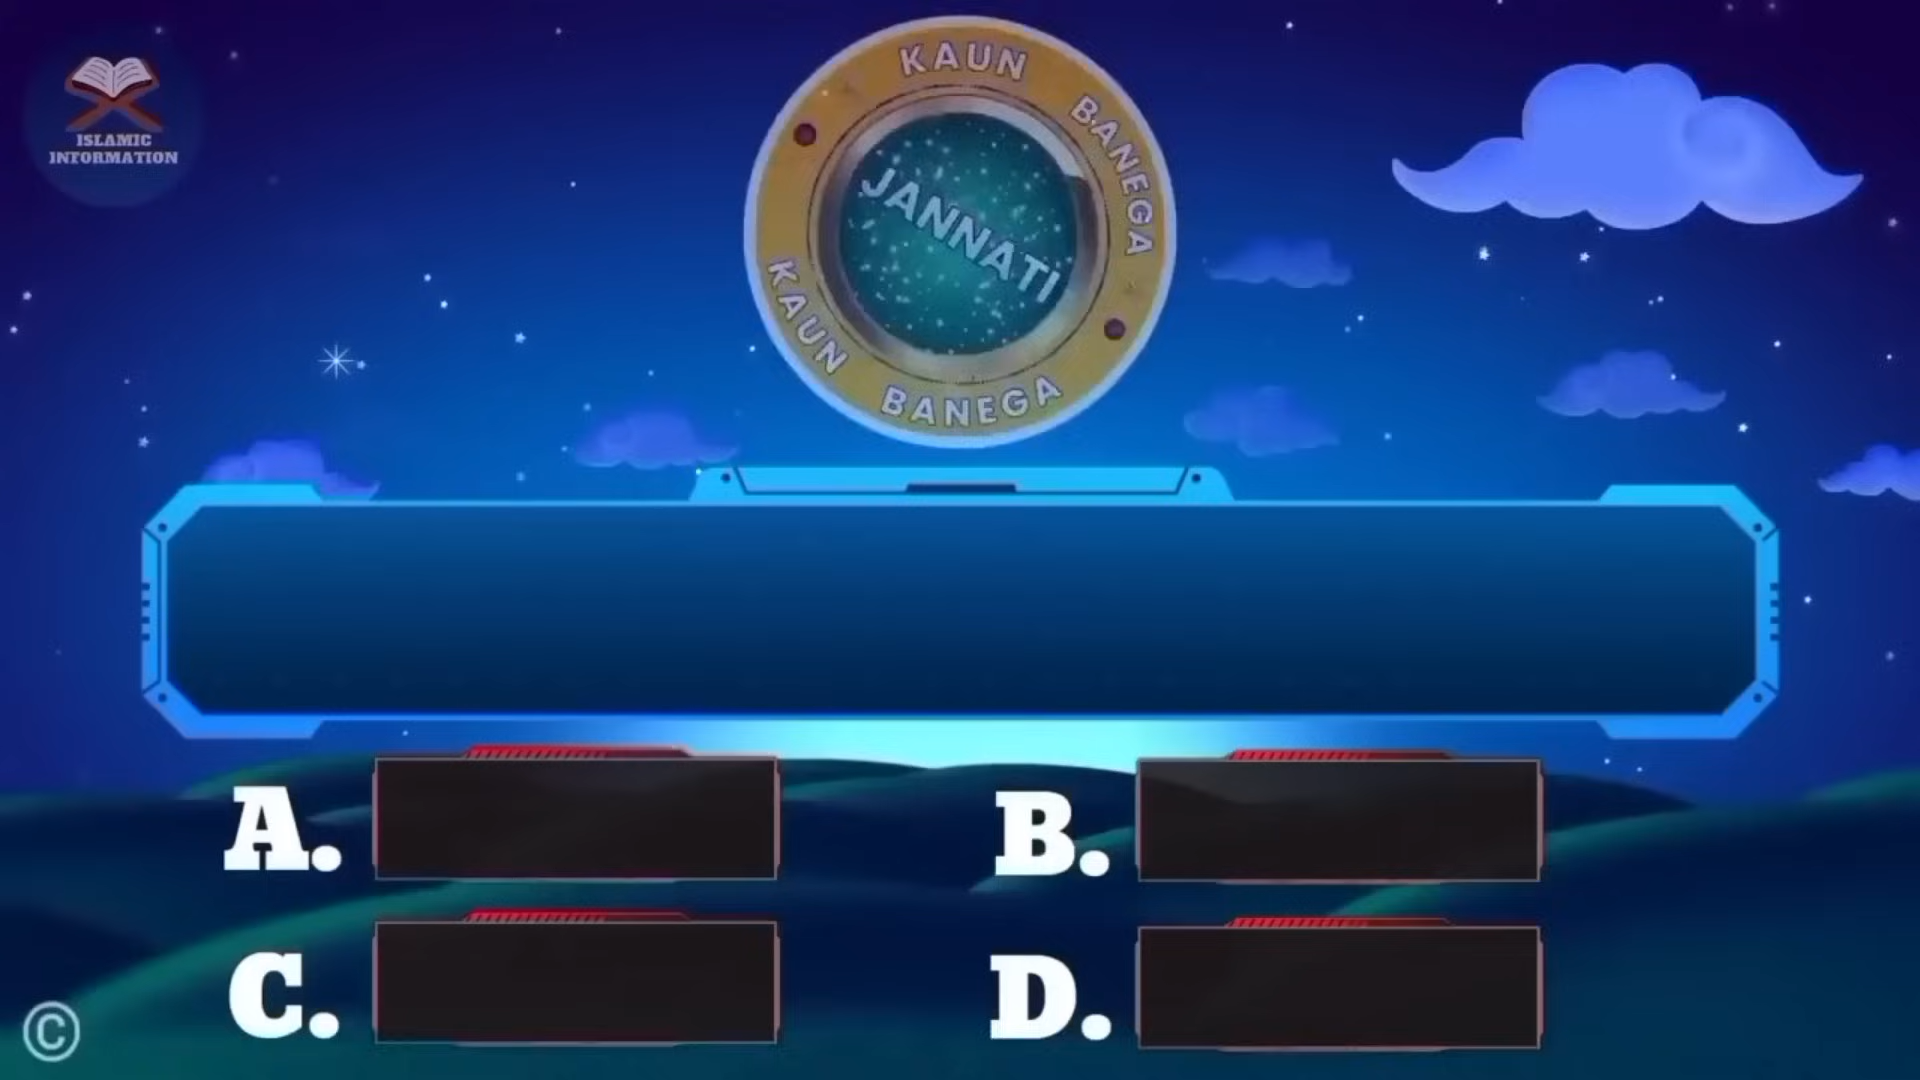 ISLAMIC
INFORMATION
KAUN BANEGA
JANNATI
KAUN BANEGA
A.
B.
C.
D.
©